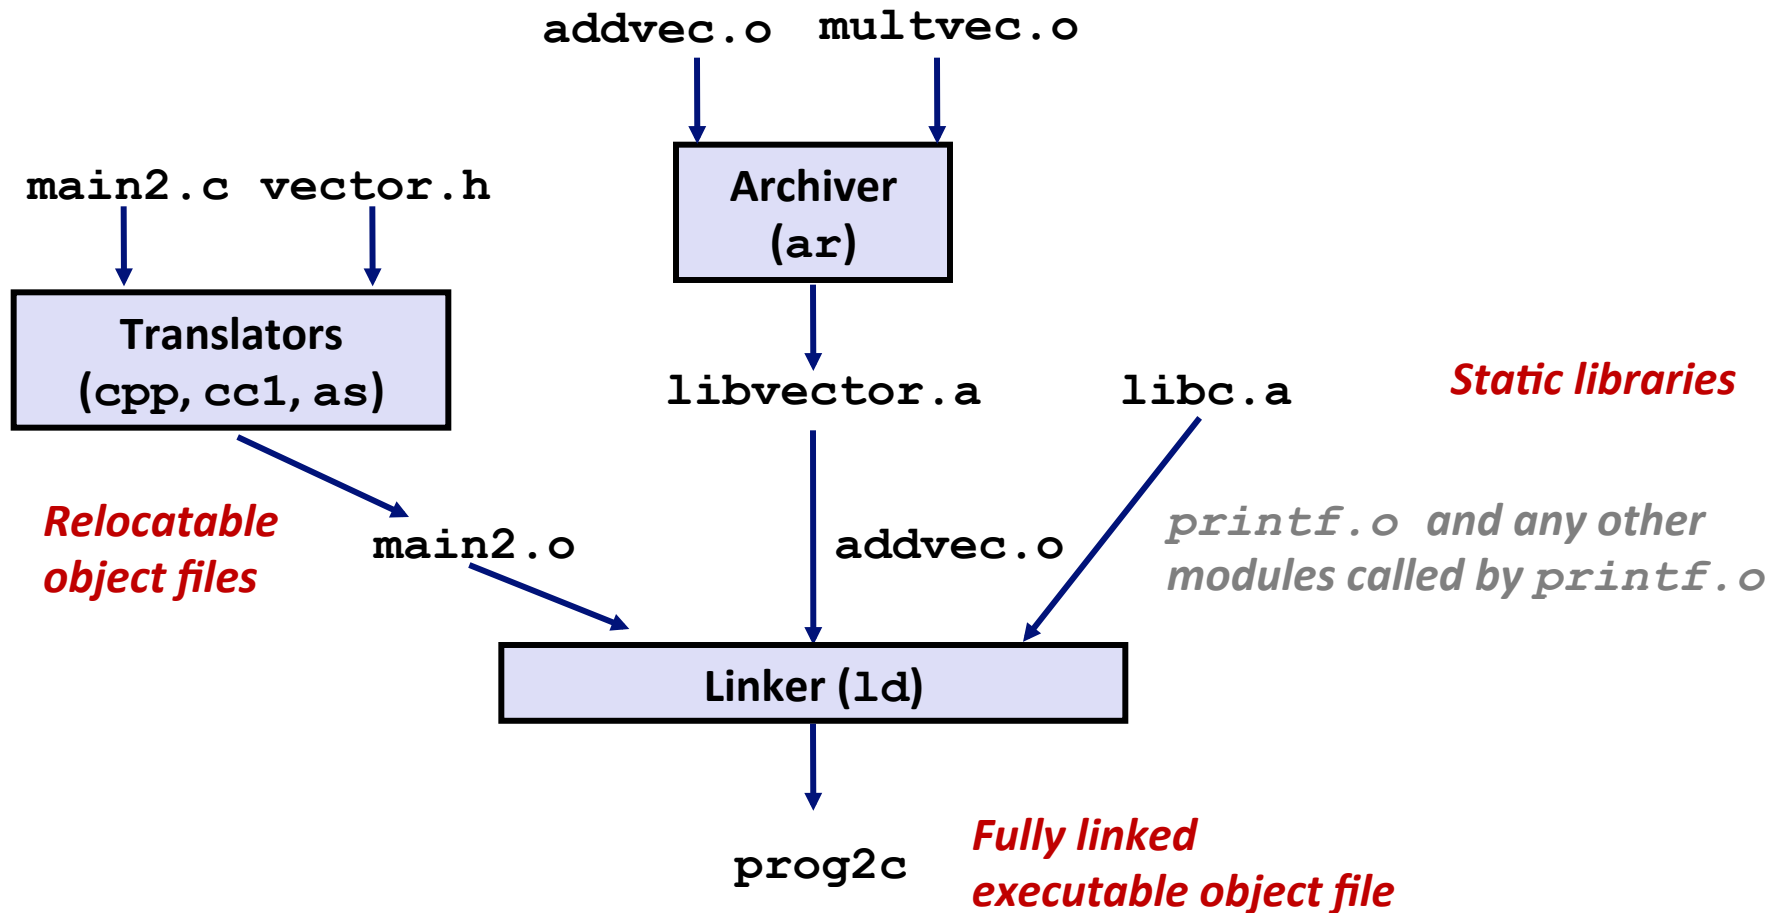 addvec.o multvec.o
main2.c vector.h
Archiver
(ar)
Translators
(cpp, cc1, as)
libvector.a
libc.a
Static libraries
Relocatable
object files
main2.o
addvec.o
printf.o and any other
modules called by printf.o
Linker (ld)
prog2c
Fully linked
executable object file